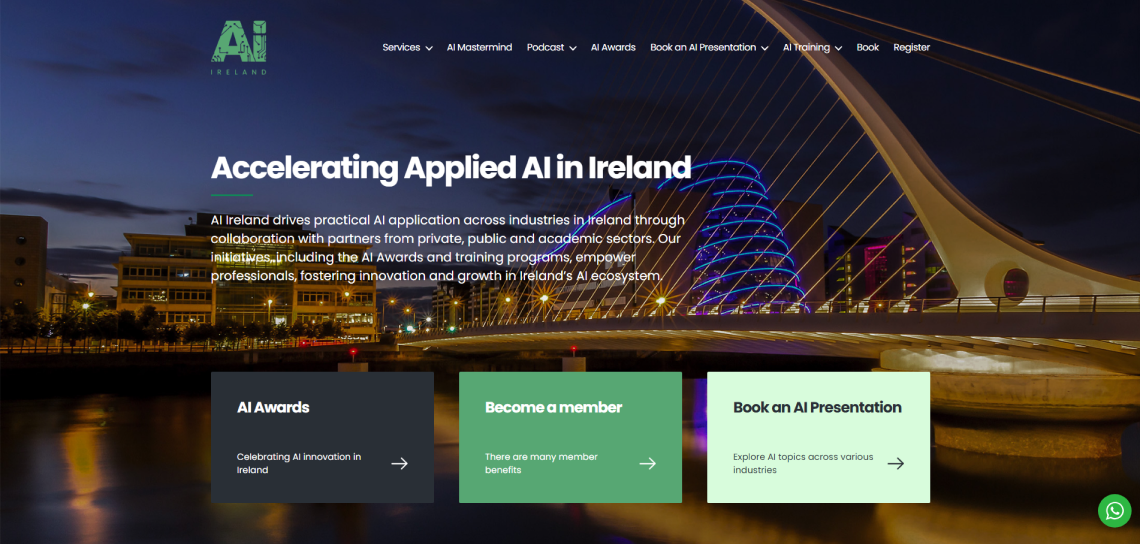 Ai
IRELAND
Services
AI Mastermind
Podcast
AI Awards
Book an AI Presentation
AI Training
Book
Register
Accelerating Applied AI in Ireland
AI Ireland drives practical AI application across industries in Ireland through
collaboration with partners from private, public and academic sectors. Our
initiatives, including the AI Awards and training programs, empower
professionals, fostering innovation and growth in Ireland's AI ecosystem.
AI Awards
Celebrating AI innovation in
Ireland
Become a member
There are many member
benefits
Book an AI Presentation
Explore AI topics across various
industries